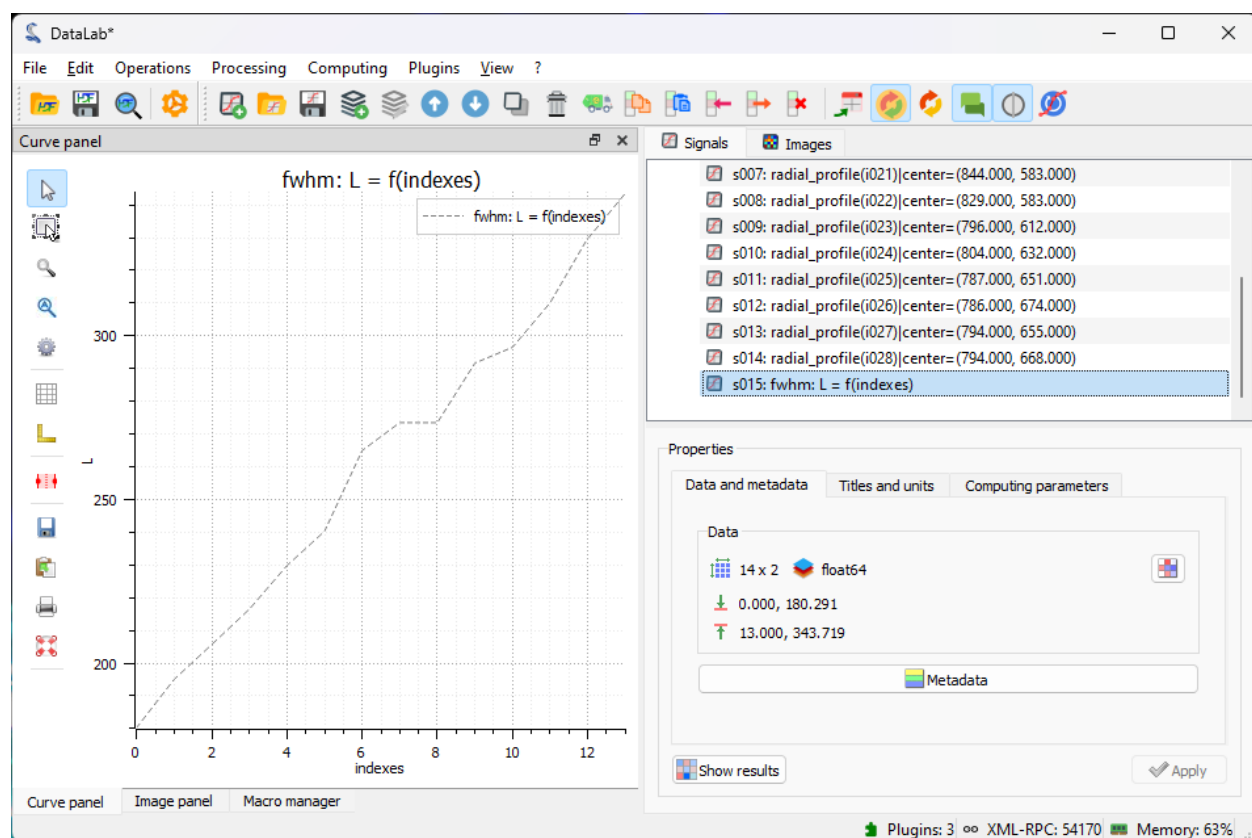 DataLab*
File Edit Operations Processing Computing Plugins View ?
Curve panel
fwhm: L = f(indexes)
fwhm: L = f(indexes)
300
250
200
L
0 2 4 6 8 10 12
indexes
Curve panel Image panel Macro manager
Signals Images
s007: radial_profile(i021)|center=(844.000, 583.000)
s008: radial_profile(i022)|center=(829.000, 583.000)
s009: radial_profile(i023)|center=(796.000, 612.000)
s010: radial_profile(i024)|center=(804.000, 632.000)
s011: radial_profile(i025)|center=(787.000, 651.000)
s012: radial_profile(i026)|center=(786.000, 674.000)
s013: radial_profile(i027)|center=(794.000, 655.000)
s014: radial_profile(i028)|center=(794.000, 668.000)
s015: fwhm: L = f(indexes)
Properties
Data and metadata Titles and units Computing parameters
Data
14 x 2 float64
0.000, 180.291
13.000, 343.719
Metadata
Show results Apply
Plugins: 3 XML-RPC: 54170 Memory: 63%